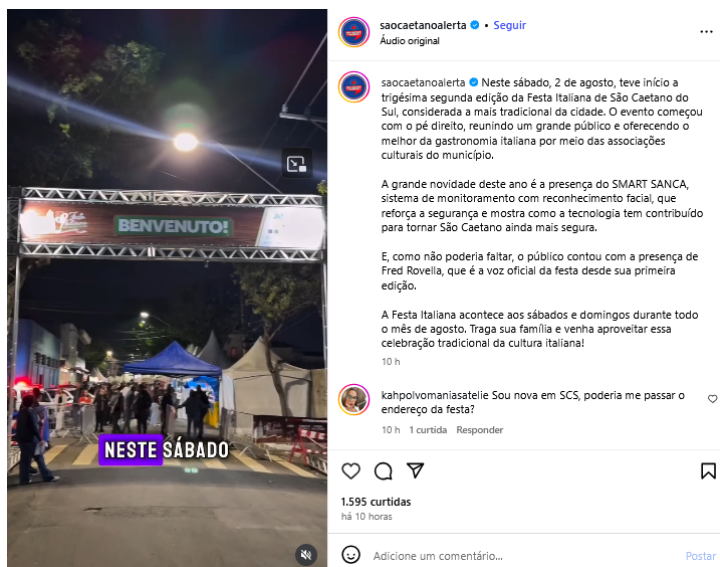 BENVENUTO!
NESTE SÁBADO
saocaetanoalerta • Seguir
Áudio original
saocaetanoalerta Neste sábado, 2 de agosto, teve início a
trigésima segunda edição da Festa Italiana de São Caetano do
Sul, considerada a mais tradicional da cidade. O evento começou
com o pé direito, reunindo um grande público e oferecendo o
melhor da gastronomia italiana por meio das associações
culturais do município.
A grande novidade deste ano é a presença do SMART SANCA,
sistema de monitoramento com reconhecimento facial, que
reforça a segurança e mostra como a tecnologia tem contribuído
para tornar São Caetano ainda mais segura.
E, como não poderia faltar, o público contou com a presença de
Fred Rovella, que é a voz oficial da festa desde sua primeira
edição.
A Festa Italiana acontece aos sábados e domingos durante todo
o mês de agosto. Traga sua família e venha aproveitar essa
celebração tradicional da cultura italiana!
10 h
kahpolvomaniasatelie Sou nova em SCS, poderia me passar o
endereço da festa?
10 h 1 curtida Responder
1.595 curtidas
há 10 horas
Adicione um comentário...
Postar